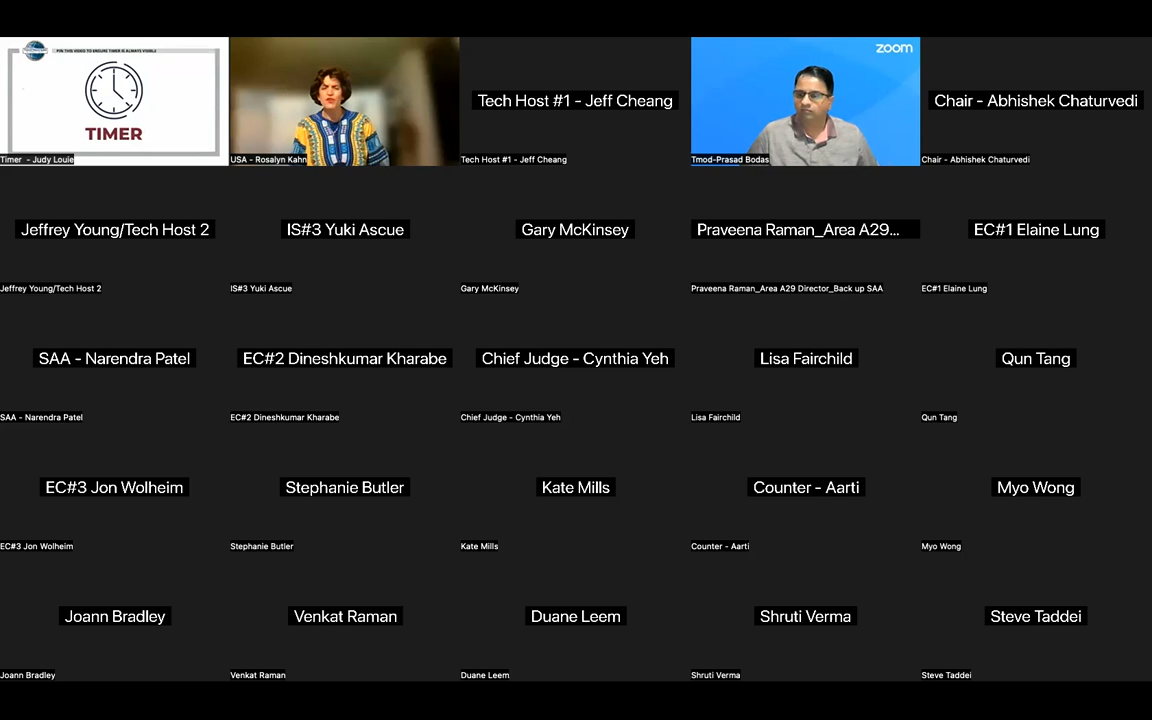 PIN THIS VIDEO TO ENSURE TIMER IS ALWAYS VISIBLE
TIMER
Timer - Judy Louie
USA - Rosalyn Kahn
Tech Host #1 - Jeff Cheang
Tech Host #1 - Jeff Cheang
zoom
Tmod-Prasad Bodas
Chair - Abhishek Chaturvedi
Chair - Abhishek Chaturvedi
Jeffrey Young/Tech Host 2
Jeffrey Young/Tech Host 2
IS#3 Yuki Ascue
IS#3 Yuki Ascue
Gary McKinsey
Gary McKinsey
Praveena Raman_Area A29...
Praveena Raman_Area A29 Director_Back up SAA
EC#1 Elaine Lung
EC#1 Elaine Lung
SAA - Narendra Patel
SAA - Narendra Patel
EC#2 Dineshkumar Kharabe
EC#2 Dineshkumar Kharabe
Chief Judge - Cynthia Yeh
Chief Judge - Cynthia Yeh
Lisa Fairchild
Lisa Fairchild
Qun Tang
Qun Tang
EC#3 Jon Wolheim
EC#3 Jon Wolheim
Stephanie Butler
Stephanie Butler
Kate Mills
Kate Mills
Counter - Aarti
Counter - Aarti
Myo Wong
Myo Wong
Joann Bradley
Joann Bradley
Venkat Raman
Venkat Raman
Duane Leem
Duane Leem
Shruti Verma
Shruti Verma
Steve Taddei
Steve Taddei